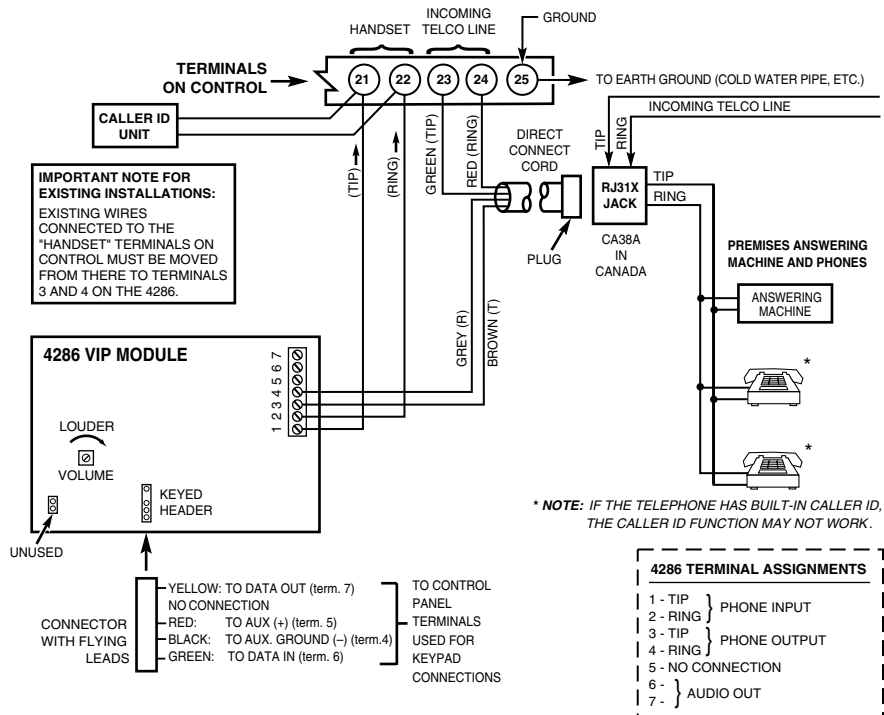 HANDSET
INCOMING
TELCO LINE
GROUND
TERMINALS
ON CONTROL
21
22
23
24
25
TO EARTH GROUND (COLD WATER PIPE, ETC.)
INCOMING TELCO LINE
CALLER ID
UNIT
(TIP)
(RING)
GREEN (TIP)
RED (RING)
DIRECT
CONNECT
CORD
TIP
RING
RJ31X
JACK
TIP
RING
PLUG
CA38A
IN
CANADA
IMPORTANT NOTE FOR
EXISTING INSTALLATIONS:
EXISTING WIRES
CONNECTED TO THE
"HANDSET" TERMINALS ON
CONTROL MUST BE MOVED
FROM THERE TO TERMINALS
3 AND 4 ON THE 4286.
PREMISES ANSWERING
MACHINE AND PHONES
ANSWERING
MACHINE
*
*
GREY (R)
BROWN (T)
4286 VIP MODULE
1 2 3 4 5 6 7
LOUDER
VOLUME
KEYED
HEADER
UNUSED
* NOTE: IF THE TELEPHONE HAS BUILT-IN CALLER ID,
THE CALLER ID FUNCTION MAY NOT WORK.
CONNECTOR
WITH FLYING
LEADS
YELLOW: TO DATA OUT (term. 7)
NO CONNECTION
RED: TO AUX (+) (term. 5)
BLACK: TO AUX. GROUND (–) (term.4)
GREEN: TO DATA IN (term. 6)
TO CONTROL
PANEL
TERMINALS
USED FOR
KEYPAD
CONNECTIONS
4286 TERMINAL ASSIGNMENTS
1 - TIP
2 - RING
PHONE INPUT
3 - TIP
4 - RING
PHONE OUTPUT
5 - NO CONNECTION
6 -
7 -
AUDIO OUT